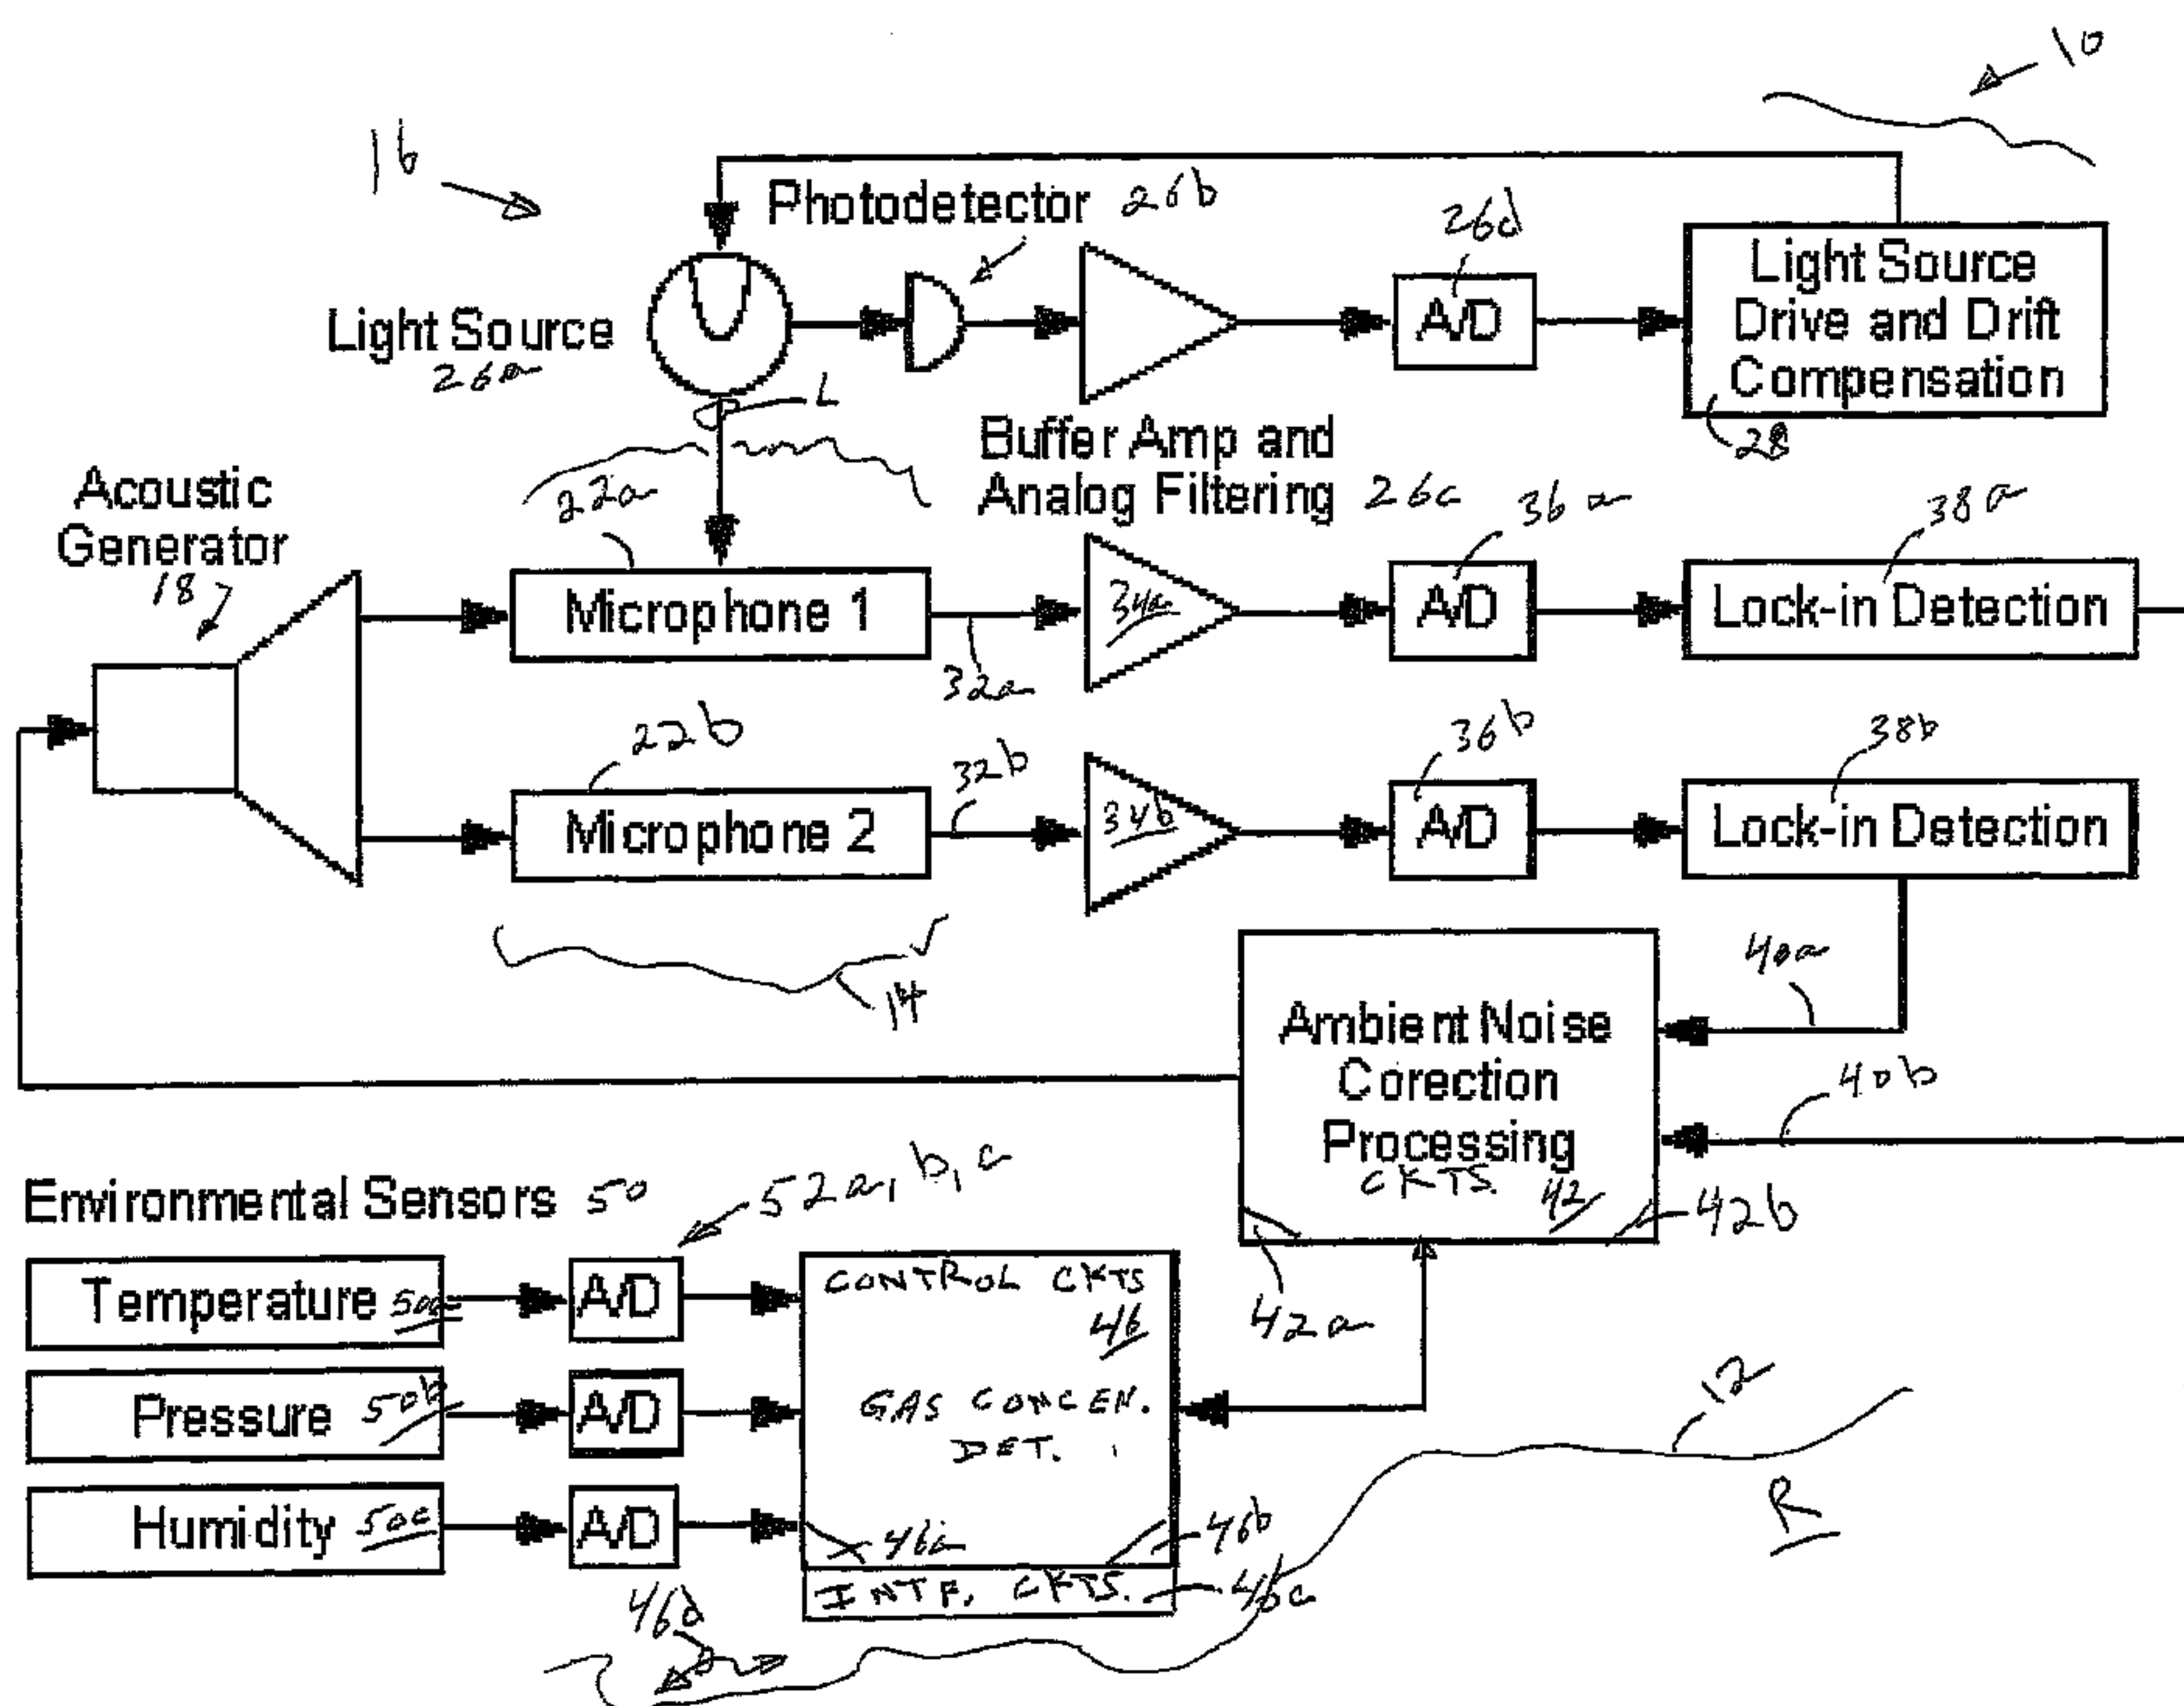 10
16
Photodetector 26b
26d
Light Source
Drive and Drift
Compensation
28
A/D
Light Source
26a
L
Buffer Amp and
Analog Filtering 26c
22a
36a
38a
Acoustic
Generator
18
Microphone 1
34a
A/D
Lock-in Detection
32a
22b
32b
36b
38b
Microphone 2
34b
A/D
Lock-in Detection
14
40a
Ambient Noise
Corection
Processing
CKTS.
42
40b
42b
42a
Environmental Sensors 50
52a, b, c
Temperature 50a
A/D
CONTROL CKTS
46
Pressure 50b
A/D
GAS CONCEN.
DET.
12
R
Humidity 50c
A/D
46a
46b
INTF. CKTS.
46c
46d